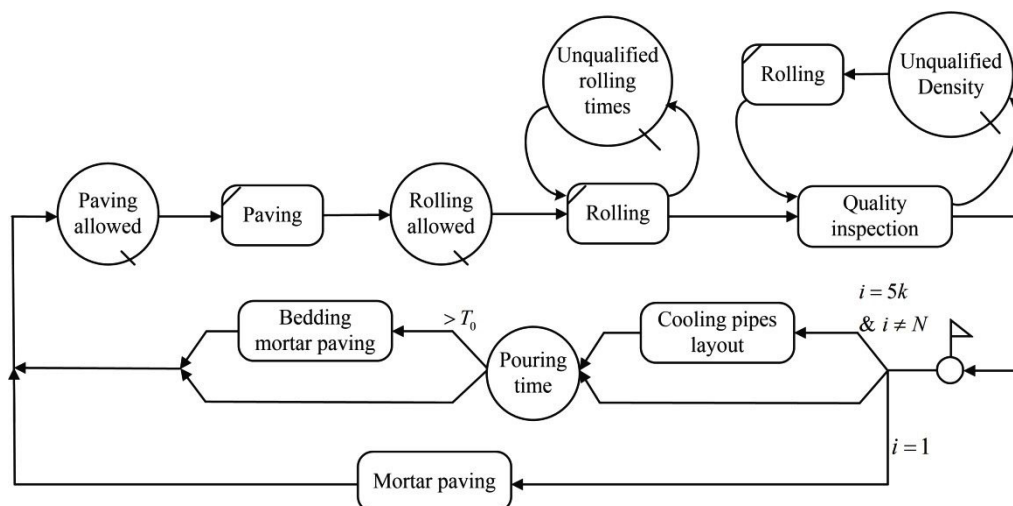 Unqualified
rolling
times
Rolling
Unqualified
Density
Paving
allowed
Paving
Rolling
allowed
Rolling
Quality
inspection
Bedding
mortar paving
> T₀
Pouring
time
Cooling pipes
layout
i = 5k
& i ≠ N
i = 1
Mortar paving